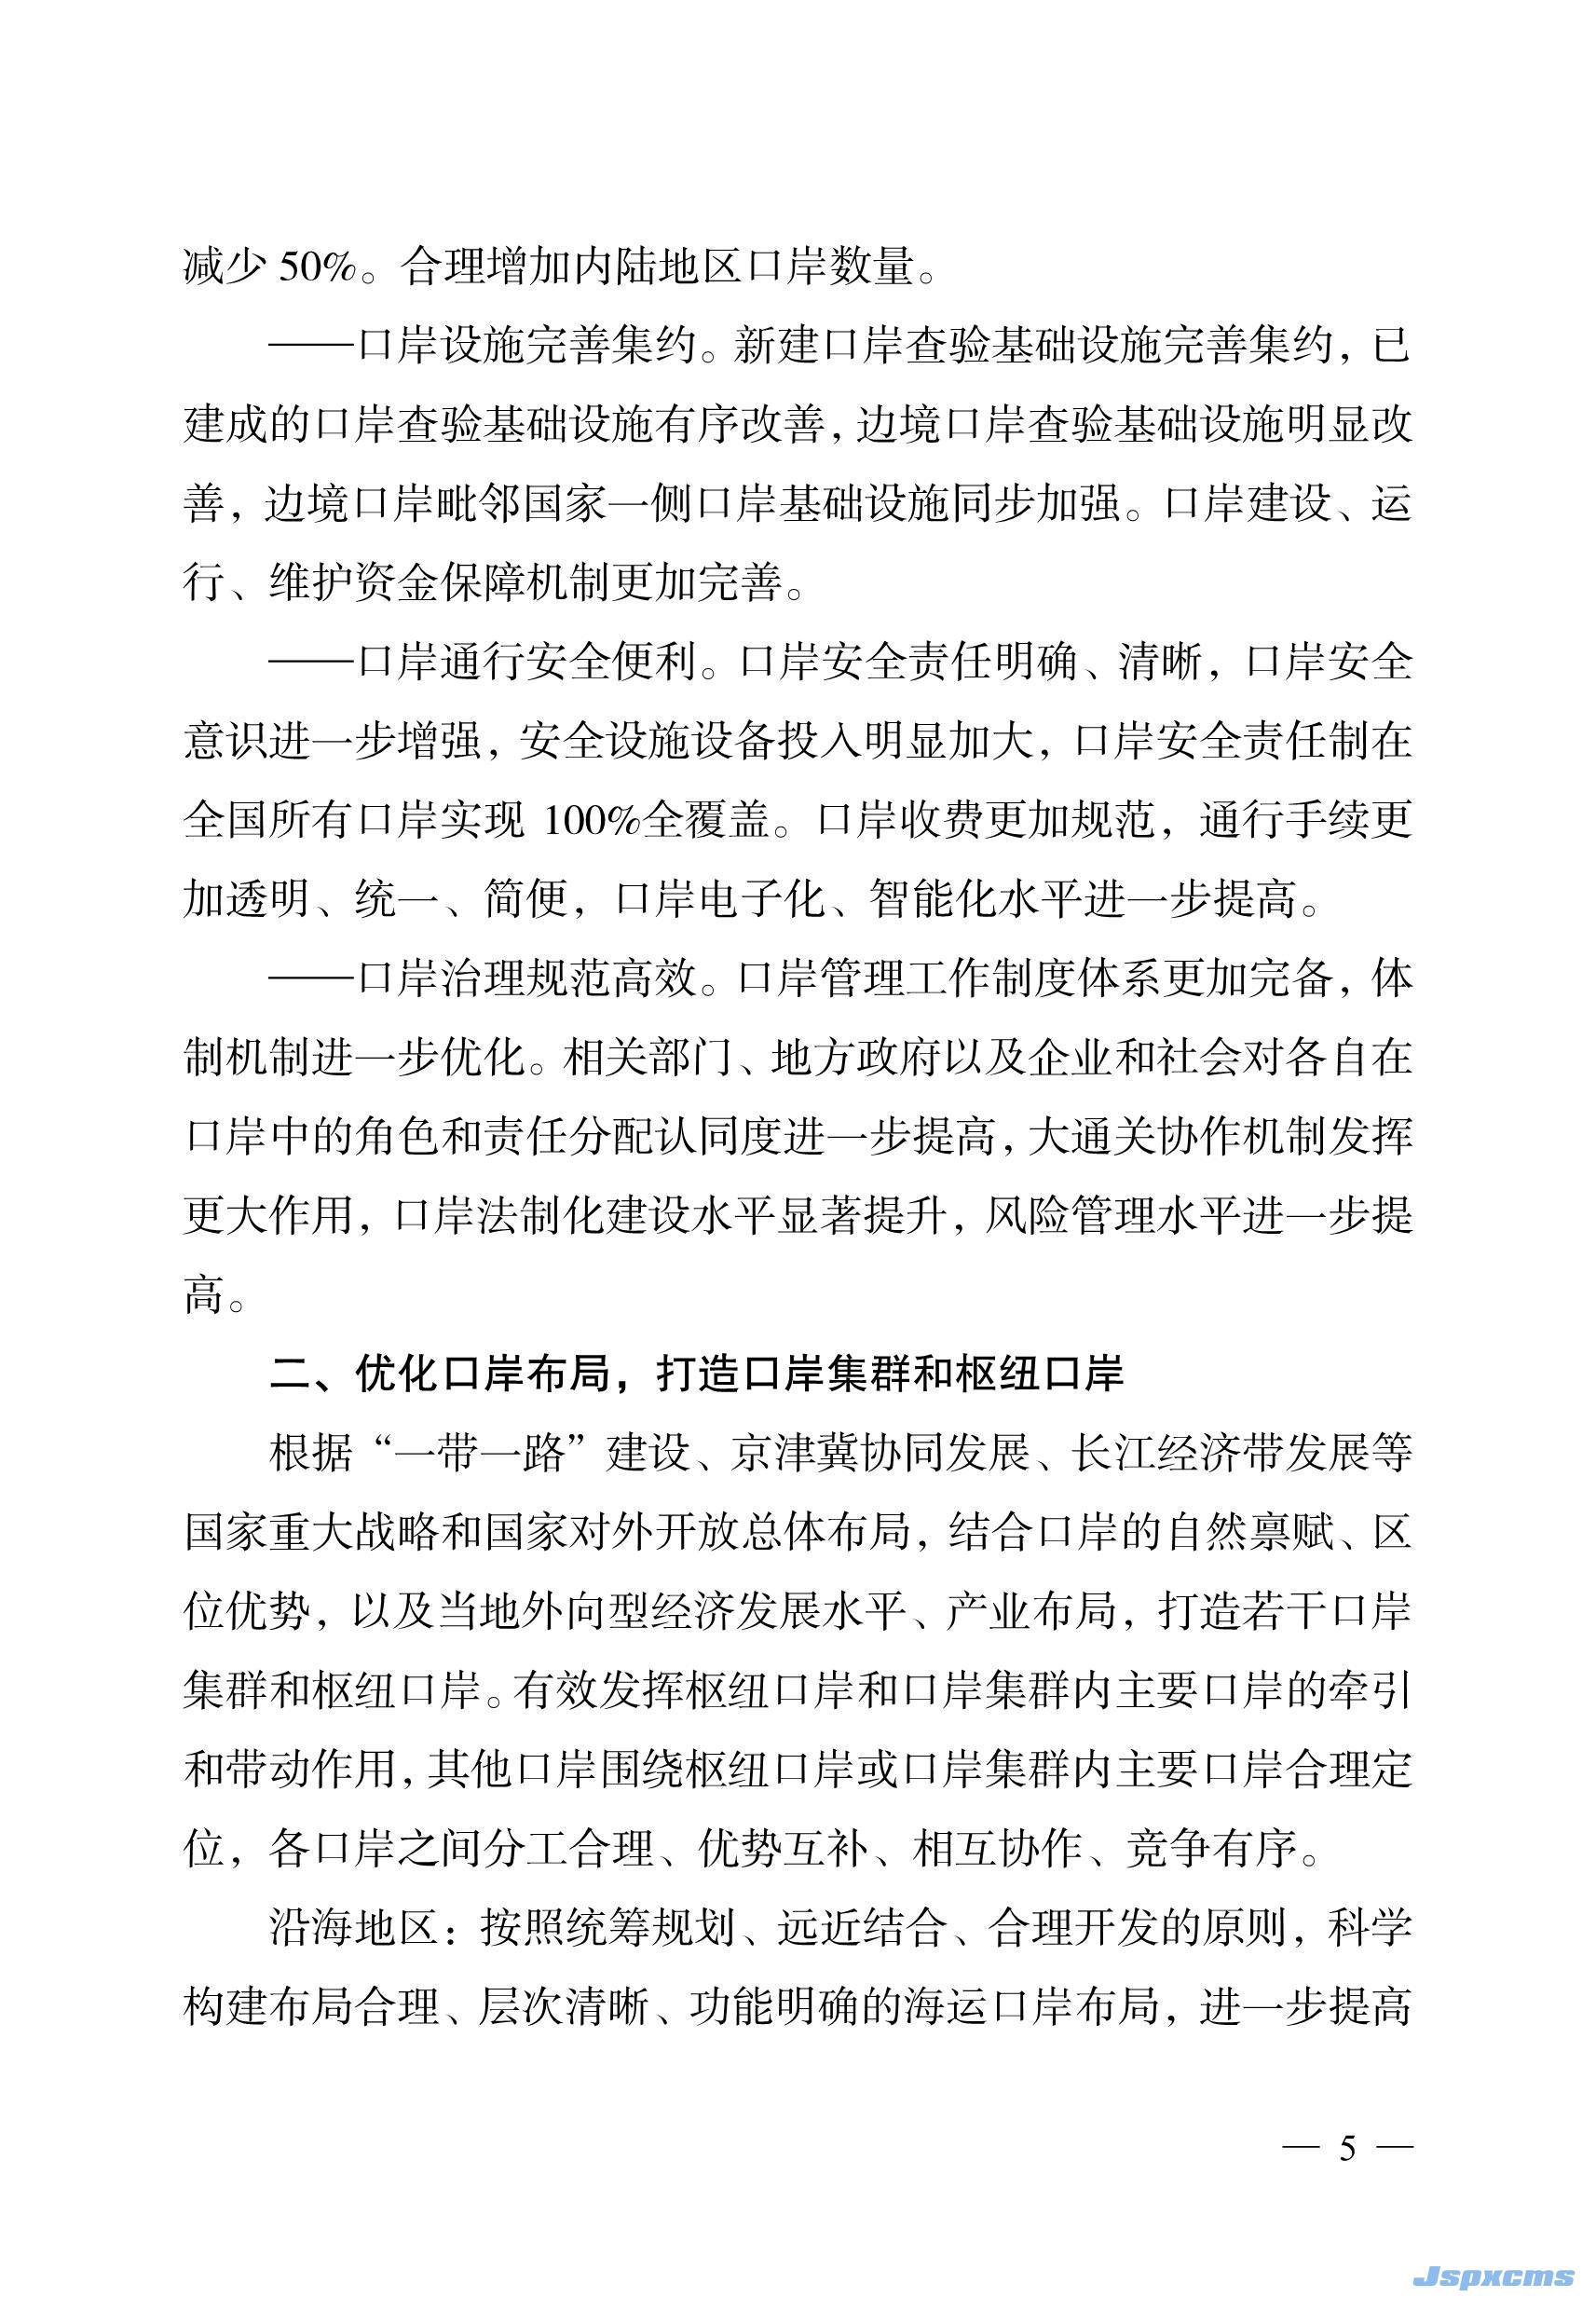 减少 50%。合理增加内陆地区口岸数量。
——口岸设施完善集约。新建口岸查验基础设施完善集约，已
建成的口岸查验基础设施有序改善，边境口岸查验基础设施明显改
善，边境口岸毗邻国家一侧口岸基础设施同步加强。口岸建设、运
行、维护资金保障机制更加完善。
——口岸通行安全便利。口岸安全责任明确、清晰，口岸安全
意识进一步增强，安全设施设备投入明显加大，口岸安全责任制在
全国所有口岸实现 100%全覆盖。口岸收费更加规范，通行手续更
加透明、统一、简便，口岸电子化、智能化水平进一步提高。
——口岸治理规范高效。口岸管理工作制度体系更加完备，体
制机制进一步优化。相关部门、地方政府以及企业和社会对各自在
口岸中的角色和责任分配认同度进一步提高，大通关协作机制发挥
更大作用，口岸法制化建设水平显著提升，风险管理水平进一步提
高。
二、优化口岸布局，打造口岸集群和枢纽口岸
根据“一带一路”建设、京津冀协同发展、长江经济带发展等
国家重大战略和国家对外开放总体布局，结合口岸的自然禀赋、区
位优势，以及当地外向型经济发展水平、产业布局，打造若干口岸
集群和枢纽口岸。有效发挥枢纽口岸和口岸集群内主要口岸的牵引
和带动作用，其他口岸围绕枢纽口岸或口岸集群内主要口岸合理定
位，各口岸之间分工合理、优势互补、相互协作、竞争有序。
沿海地区：按照统筹规划、远近结合、合理开发的原则，科学
构建布局合理、层次清晰、功能明确的海运口岸布局，进一步提高
— 5 —
Jspxcms